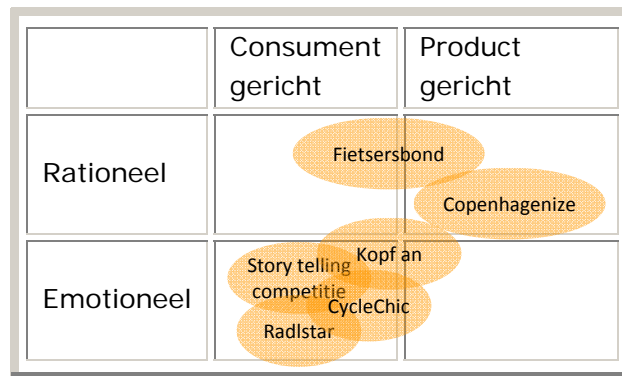 Consument
gericht
Product
gericht
Rationeel
Fietsersbond
Copenhagenize
Emotioneel
Kopf an
Story telling
competitie
CycleChic
Radlstar